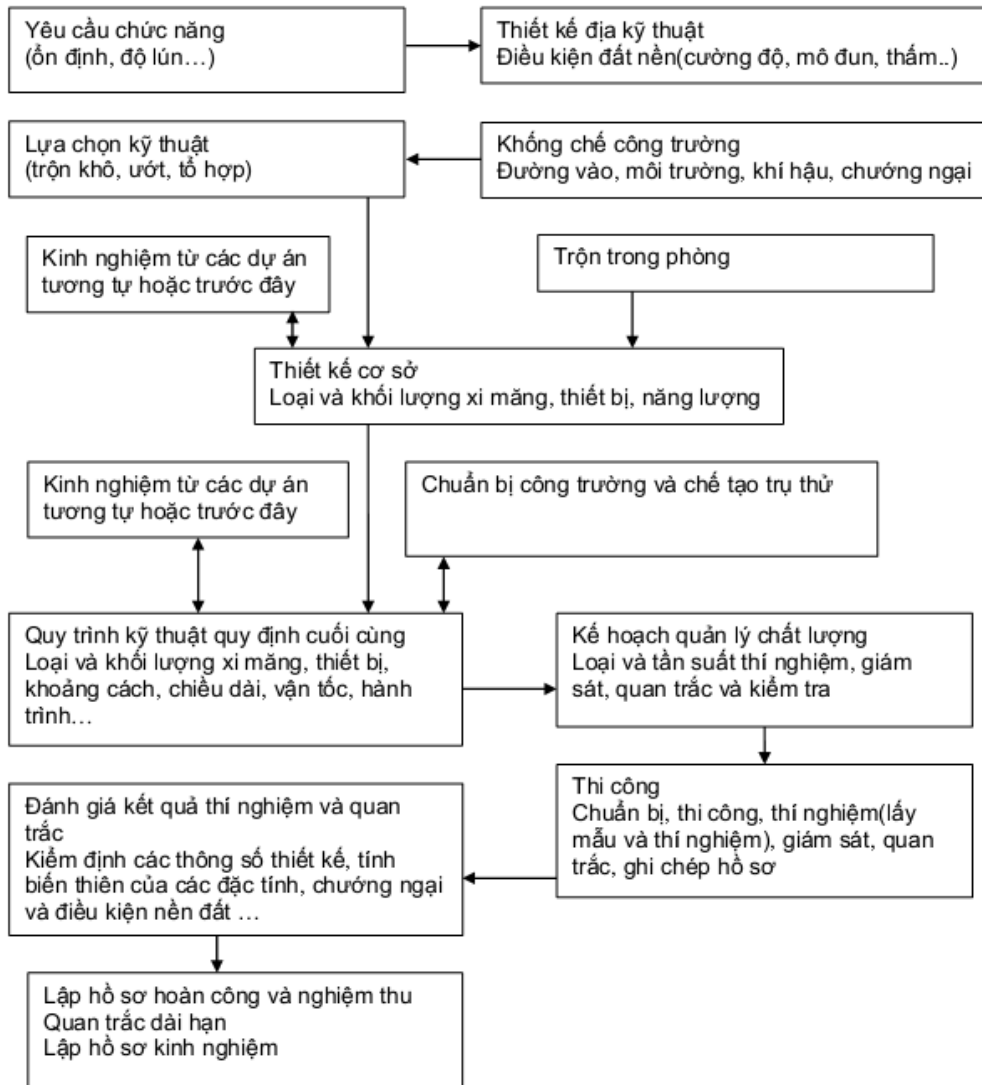 Yêu cầu chức năng
(ổn định, độ lún…)
Thiết kế địa kỹ thuật
Điều kiện đất nền(cường độ, mô đun, thấm..)
Lựa chọn kỹ thuật
(trộn khô, ướt, tổ hợp)
Khống chế công trường
Đường vào, môi trường, khí hậu, chướng ngại
Kinh nghiệm từ các dự án
tương tự hoặc trước đây
Trộn trong phòng
Thiết kế cơ sở
Loại và khối lượng xi măng, thiết bị, năng lượng
Kinh nghiệm từ các dự án
tương tự hoặc trước đây
Chuẩn bị công trường và chế tạo trụ thử
Quy trình kỹ thuật quy định cuối cùng
Loại và khối lượng xi măng, thiết bị,
khoảng cách, chiều dài, vận tốc, hành
trình…
Kế hoạch quản lý chất lượng
Loại và tần suất thí nghiệm, giám
sát, quan trắc và kiểm tra
Thi công
Chuẩn bị, thi công, thí nghiệm(lấy
mẫu và thí nghiệm), giám sát, quan
trắc, ghi chép hồ sơ
Đánh giá kết quả thí nghiệm và quan
trắc
Kiểm định các thông số thiết kế, tính
biến thiên của các đặc tính, chướng ngại
và điều kiện nền đất …
Lập hồ sơ hoàn công và nghiệm thu
Quan trắc dài hạn
Lập hồ sơ kinh nghiệm